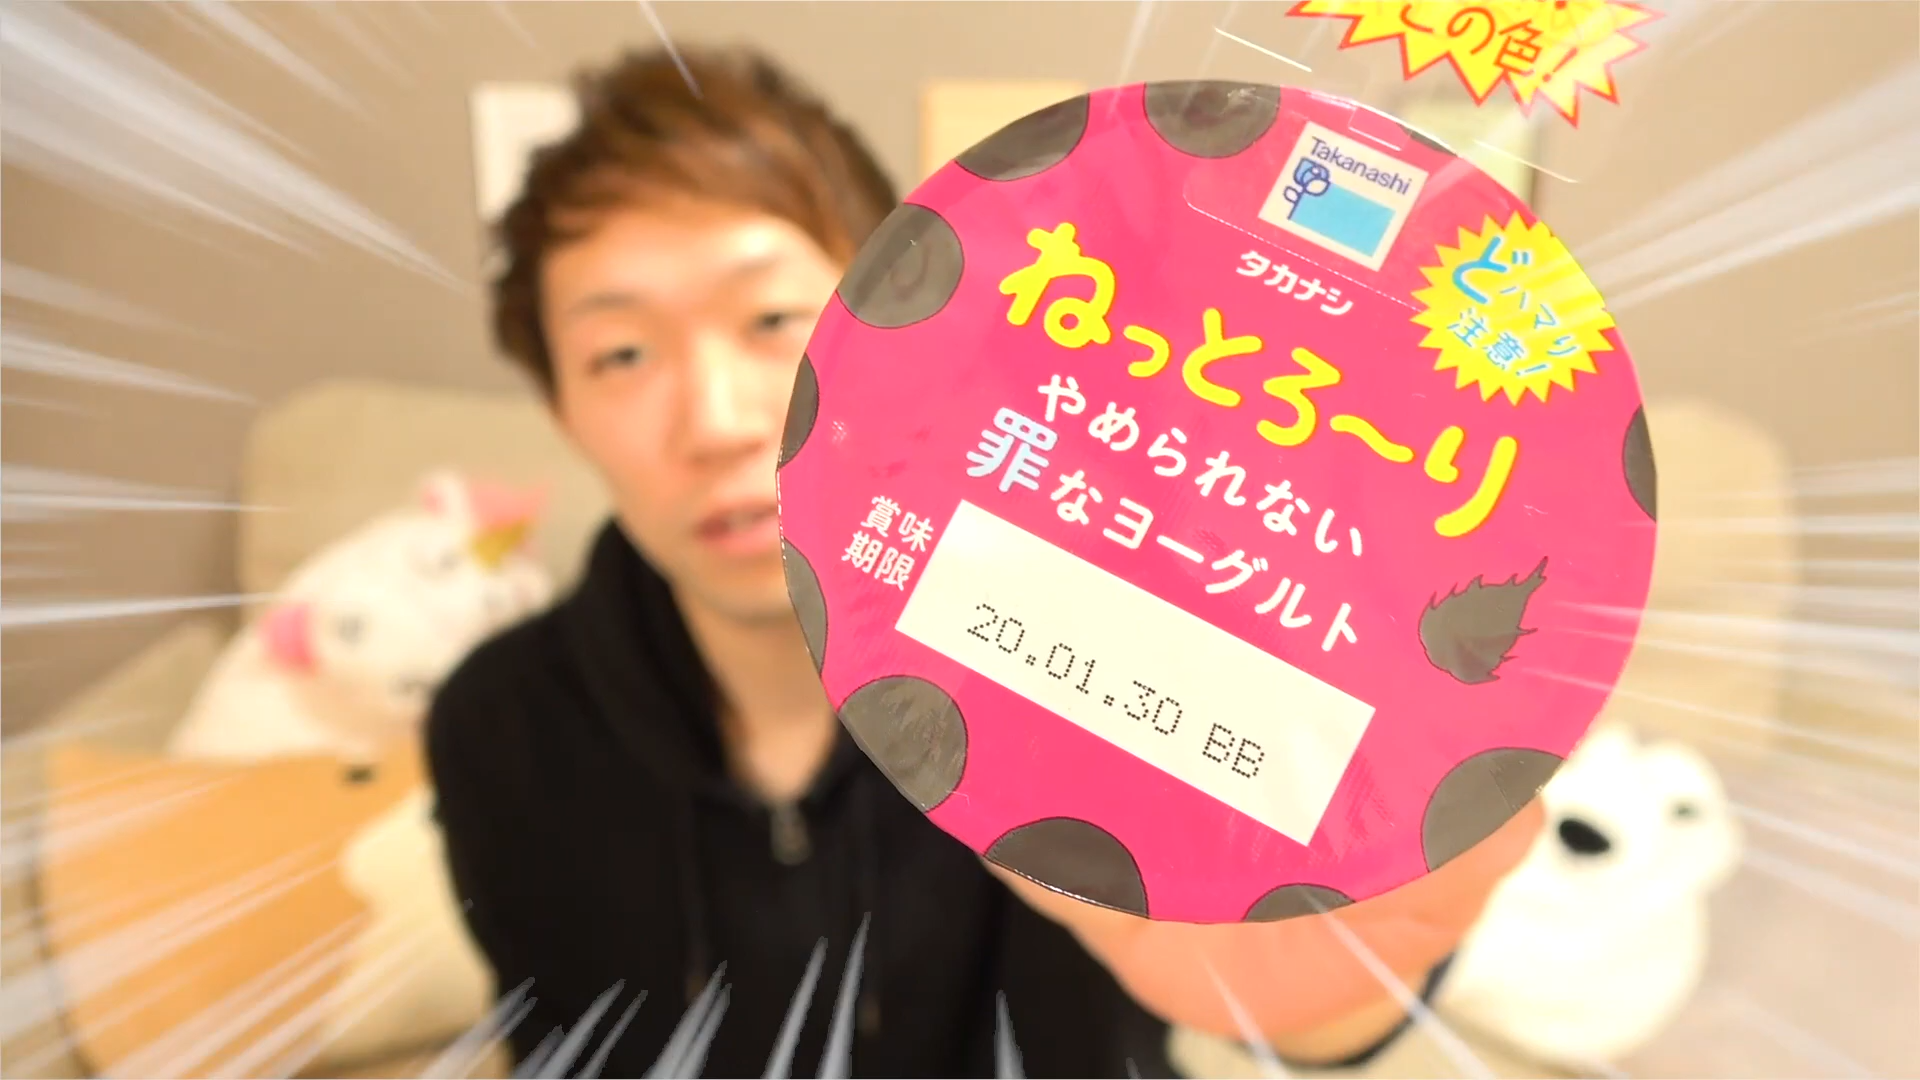 この色!
Takanashi
タカナシ
どハマり
注意!
ねっとろ〜り
やめられない
罪なヨーグルト
賞味
期限
20.01.30 BB